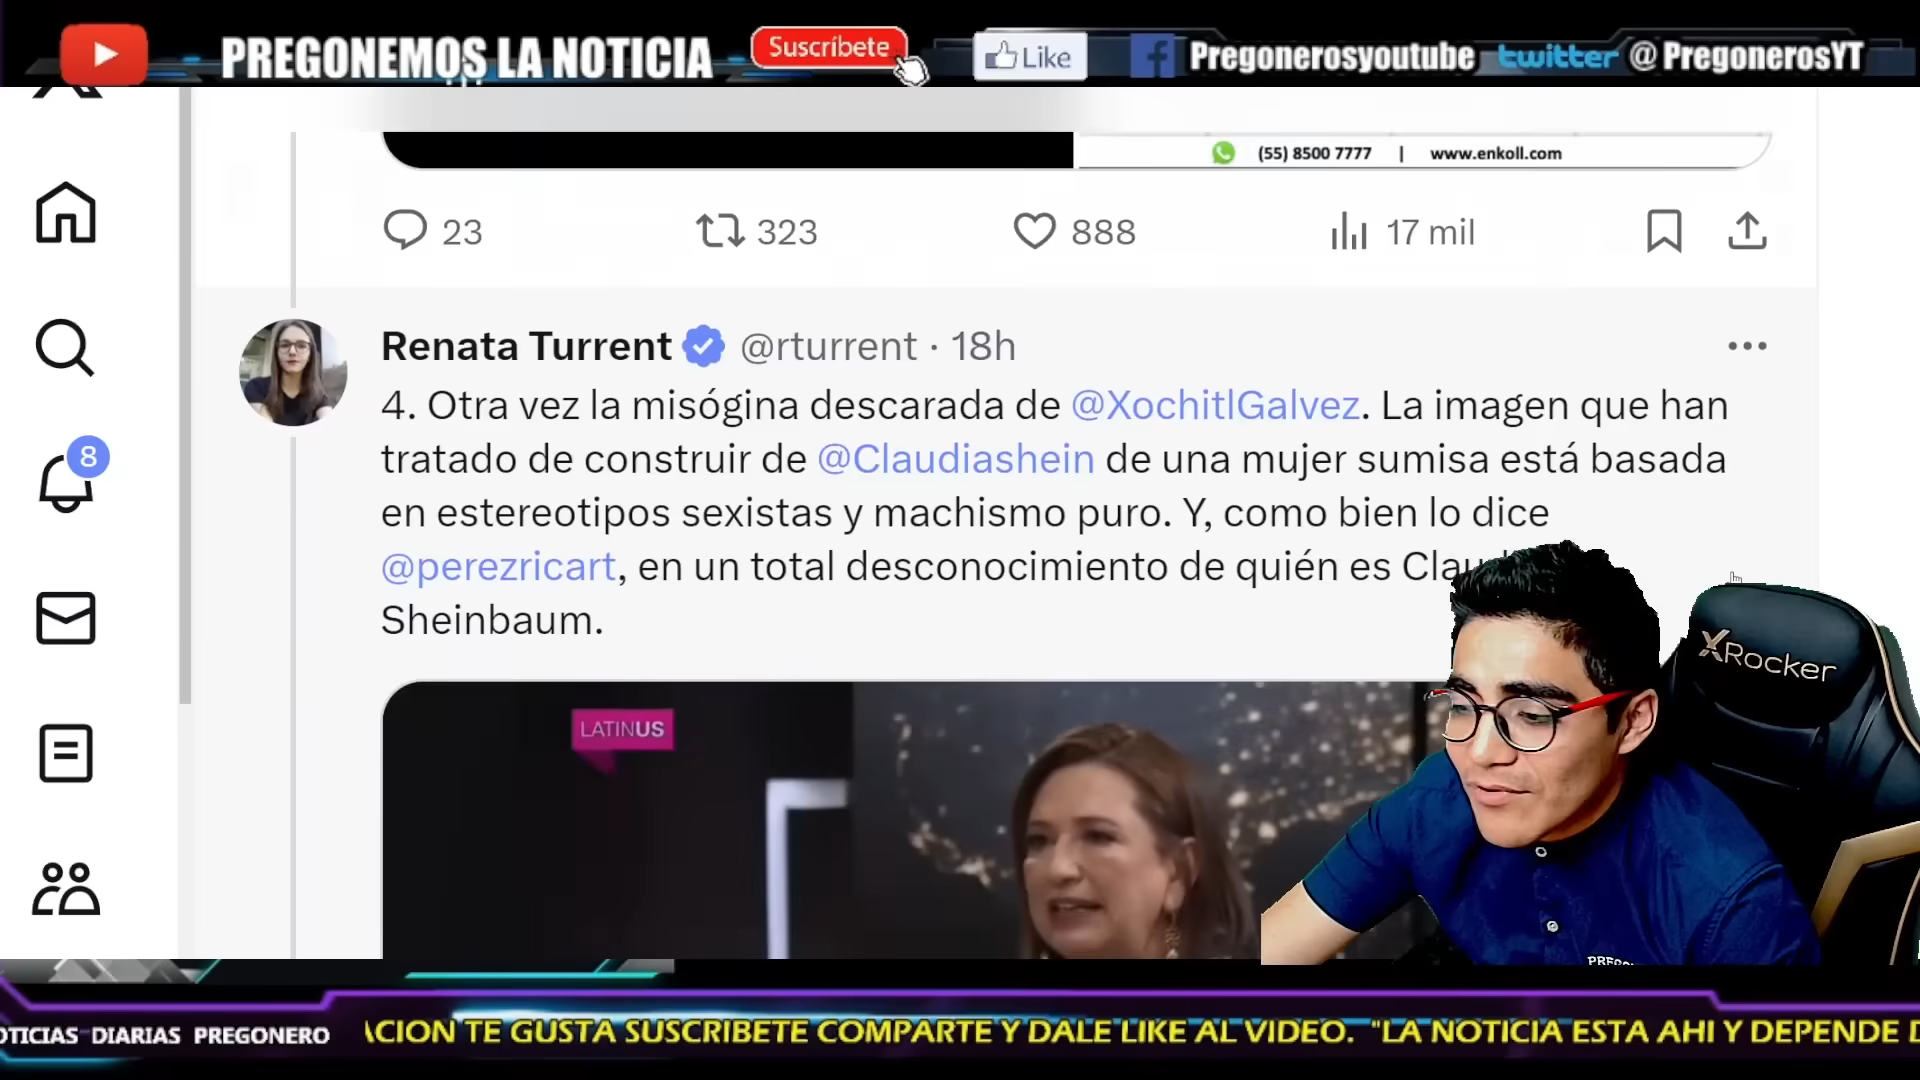 PREGONEMOS LA NOTICIA
Suscríbete
Like
Pregonerosyoutube
twitter @PregonerosYT
(55) 8500 7777 | www.enkoll.com
23 323 888 17 mil
Renata Turrent @rturrent · 18h
8
4. Otra vez la misógina descarada de @XochitlGalvez. La imagen que han
tratado de construir de @Claudiashein de una mujer sumisa está basada
en estereotipos sexistas y machismo puro. Y, como bien lo dice
@perezricart, en un total desconocimiento de quién es
Sheinbaum.
XRocker
LATINUS
DIARIAS PREGONERO
TE GUSTA SUSCRIBETE COMPARTE Y DALE LIKE AL VIDEO. "LA NOTICIA ESTA AHI Y DEPENDE